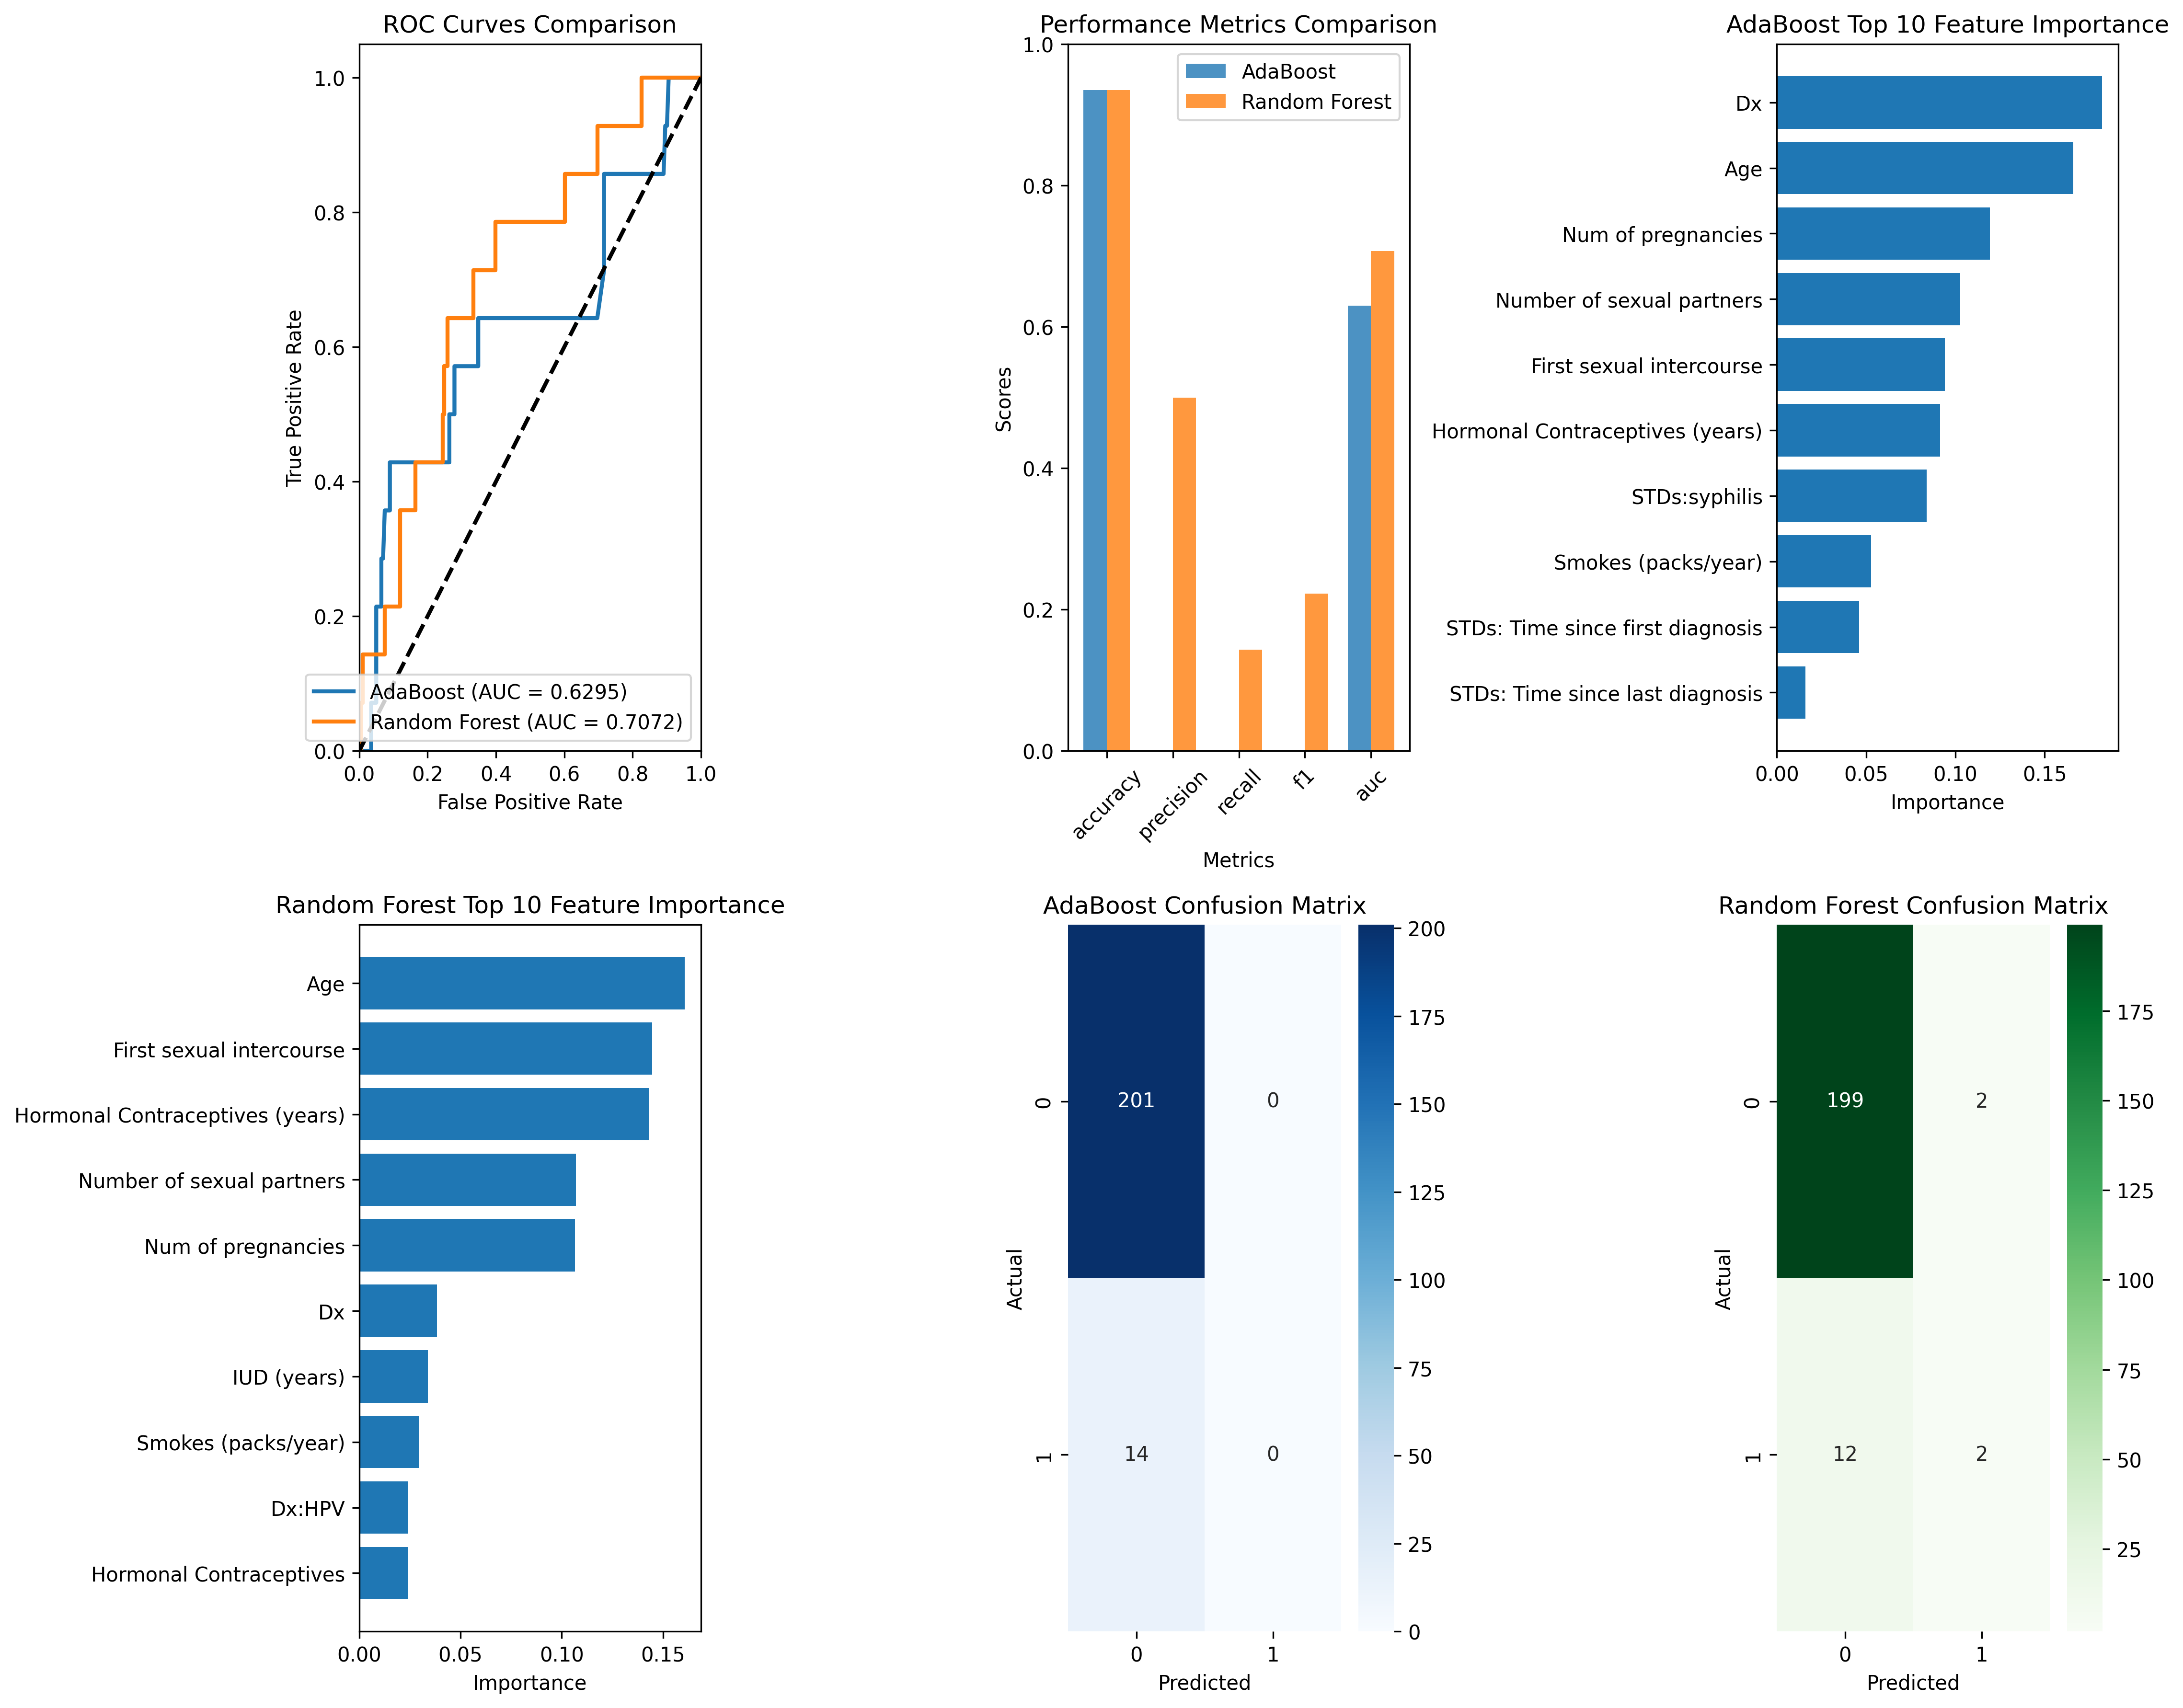 ROC Curves Comparison
1.0
0.8
0.6
0.4
0.2
0.0
True Positive Rate
AdaBoost (AUC = 0.6295)
Random Forest (AUC = 0.7072)
0.0 0.2 0.4 0.6 0.8 1.0
False Positive Rate
Performance Metrics Comparison
1.0
0.8
0.6
0.4
0.2
0.0
Scores
AdaBoost
Random Forest
accuracy precision recall f1 auc
Metrics
AdaBoost Top 10 Feature Importance
Dx
Age
Num of pregnancies
Number of sexual partners
First sexual intercourse
Hormonal Contraceptives (years)
STDs:syphilis
Smokes (packs/year)
STDs: Time since first diagnosis
STDs: Time since last diagnosis
0.00 0.05 0.10 0.15
Importance
Random Forest Top 10 Feature Importance
Age
First sexual intercourse
Hormonal Contraceptives (years)
Number of sexual partners
Num of pregnancies
Dx
IUD (years)
Smokes (packs/year)
Dx:HPV
Hormonal Contraceptives
0.00 0.05 0.10 0.15
Importance
AdaBoost Confusion Matrix
Actual
0 201 0
1 14 0
0 1
Predicted
200
175
150
125
100
75
50
25
0
Random Forest Confusion Matrix
Actual
0 199 2
1 12 2
0 1
Predicted
175
150
125
100
75
50
25